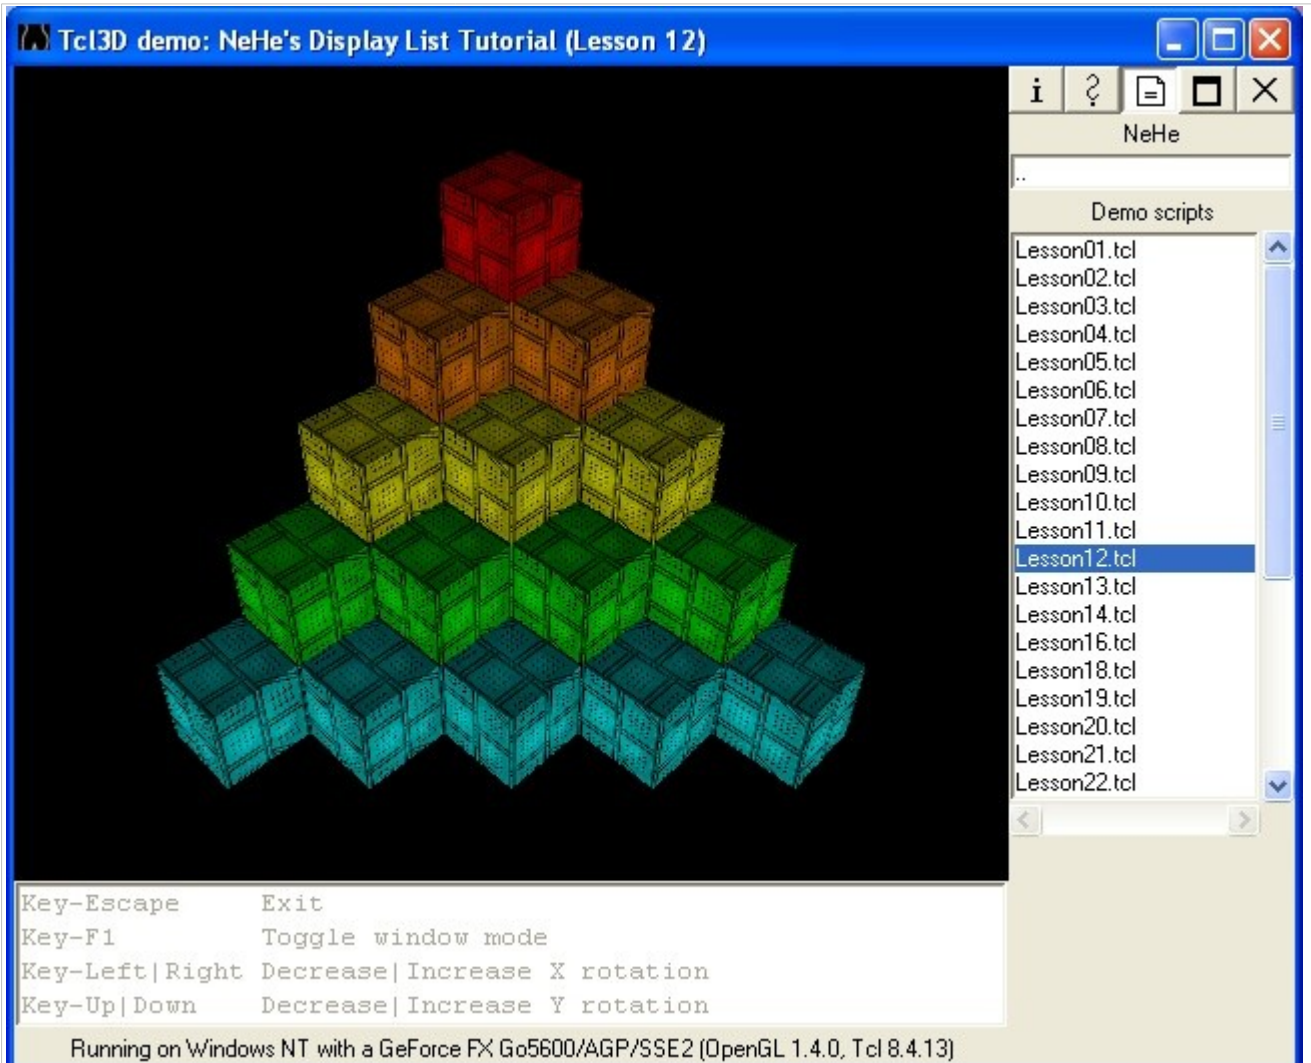 Tcl3D demo: NeHe's Display List Tutorial (Lesson 12)
i ?
NeHe
..
Demo scripts
Lesson01.tcl
Lesson02.tcl
Lesson03.tcl
Lesson04.tcl
Lesson05.tcl
Lesson06.tcl
Lesson07.tcl
Lesson08.tcl
Lesson09.tcl
Lesson10.tcl
Lesson11.tcl
Lesson12.tcl
Lesson13.tcl
Lesson14.tcl
Lesson16.tcl
Lesson18.tcl
Lesson19.tcl
Lesson20.tcl
Lesson21.tcl
Lesson22.tcl
Key-Escape Exit
Key-F1 Toggle window mode
Key-Left|Right Decrease|Increase X rotation
Key-Up|Down Decrease|Increase Y rotation
Running on Windows NT with a GeForce FX Go5600/AGP/SSE2 (OpenGL 1.4.0, Tcl 8.4.13)